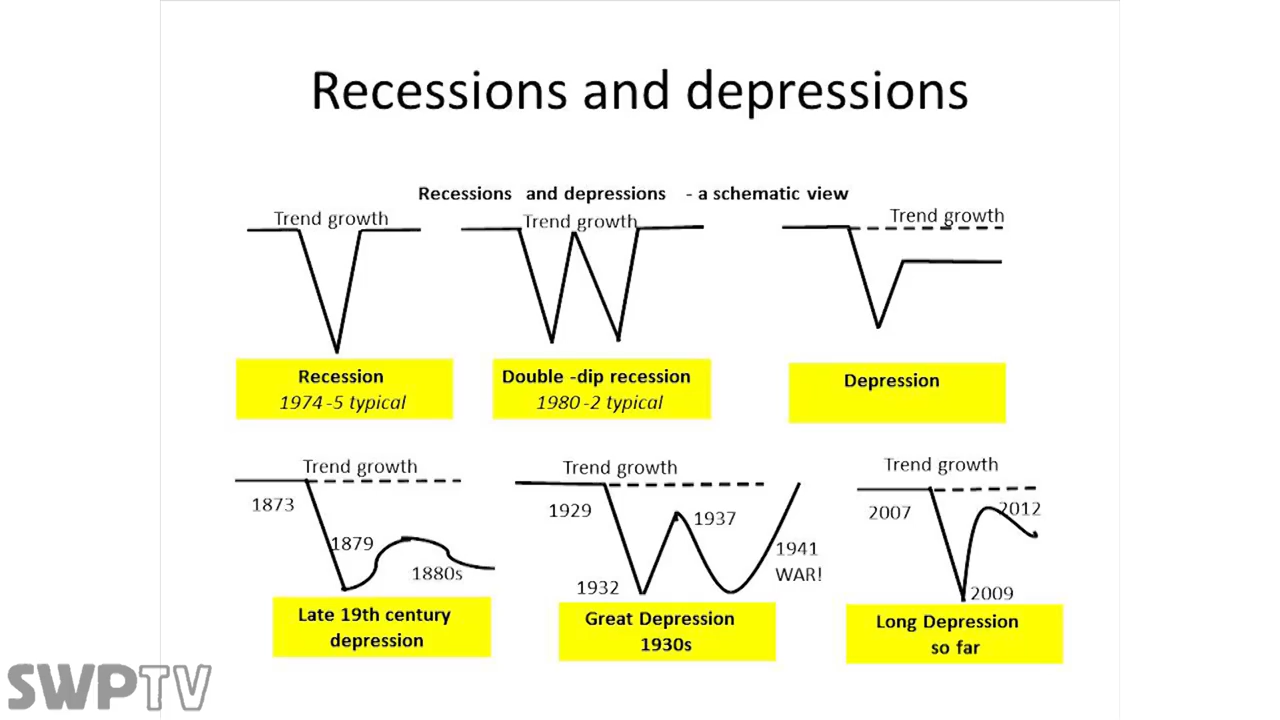 Recessions and depressions
Recessions and depressions - a schematic view
Trend growth
Trend growth
Trend growth
Recession
1974-5 typical
Double -dip recession
1980-2 typical
Depression
Trend growth
1873
1879
1880s
Late 19th century
depression
Trend growth
1929
1937
1941
WAR!
1932
Great Depression
1930s
Trend growth
2007
2012
2009
Long Depression
so far
SWPTV